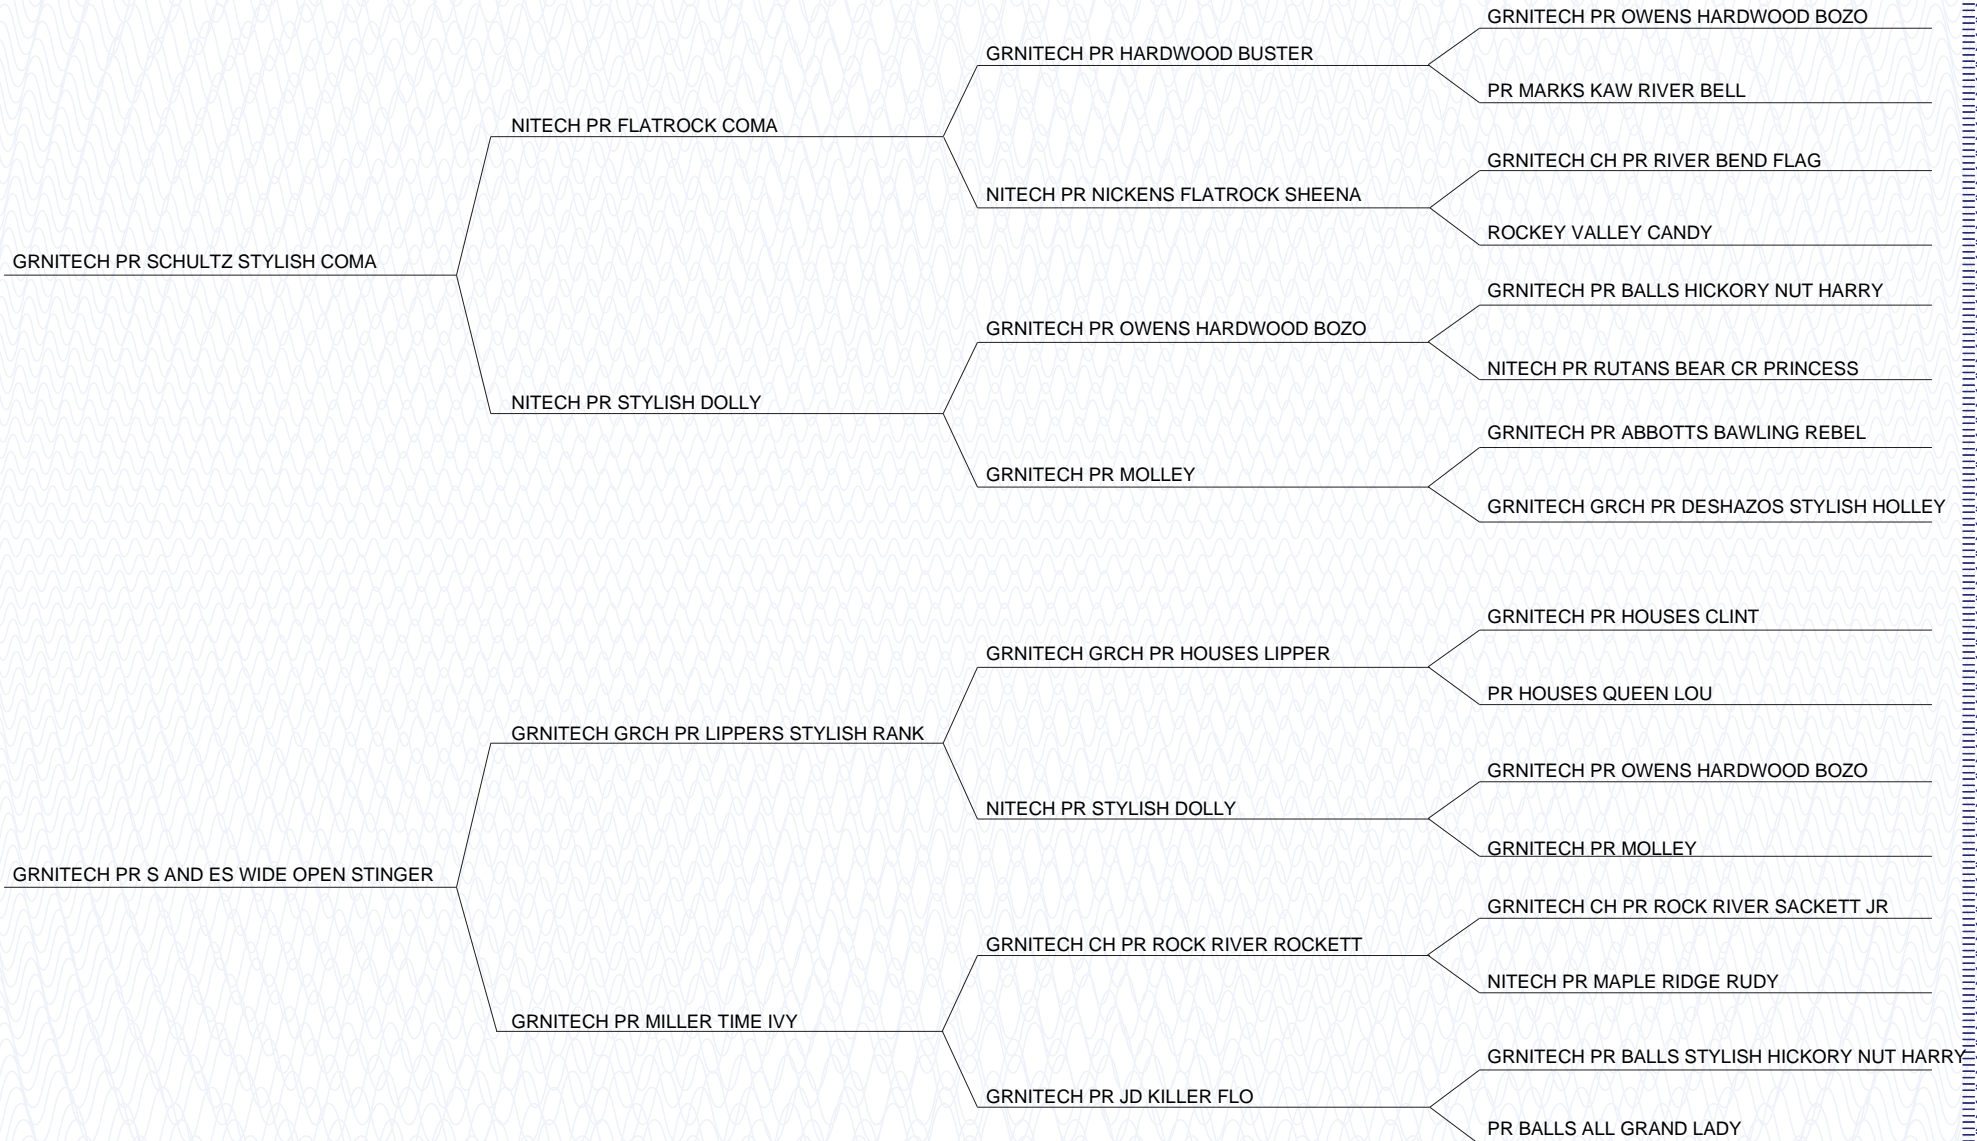 GRNITECH PR OWENS HARDWOOD BOZO
GRNITECH PR HARDWOOD BUSTER
PR MARKS KAW RIVER BELL
NITECH PR FLATROCK COMA
GRNITECH CH PR RIVER BEND FLAG
NITECH PR NICKENS FLATROCK SHEENA
ROCKEY VALLEY CANDY
GRNITECH PR SCHULTZ STYLISH COMA
GRNITECH PR BALLS HICKORY NUT HARRY
GRNITECH PR OWENS HARDWOOD BOZO
NITECH PR RUTANS BEAR CR PRINCESS
NITECH PR STYLISH DOLLY
GRNITECH PR ABBOTTS BAWLING REBEL
GRNITECH PR MOLLEY
GRNITECH GRCH PR DESHAZOS STYLISH HOLLEY
GRNITECH PR HOUSES CLINT
GRNITECH GRCH PR HOUSES LIPPER
PR HOUSES QUEEN LOU
GRNITECH GRCH PR LIPPERS STYLISH RANK
GRNITECH PR OWENS HARDWOOD BOZO
NITECH PR STYLISH DOLLY
GRNITECH PR MOLLEY
GRNITECH PR S AND ES WIDE OPEN STINGER
GRNITECH CH PR ROCK RIVER SACKETT JR
GRNITECH CH PR ROCK RIVER ROCKETT
NITECH PR MAPLE RIDGE RUDY
GRNITECH PR MILLER TIME IVY
GRNITECH PR BALLS STYLISH HICKORY NUT HARRY
GRNITECH PR JD KILLER FLO
PR BALLS ALL GRAND LADY